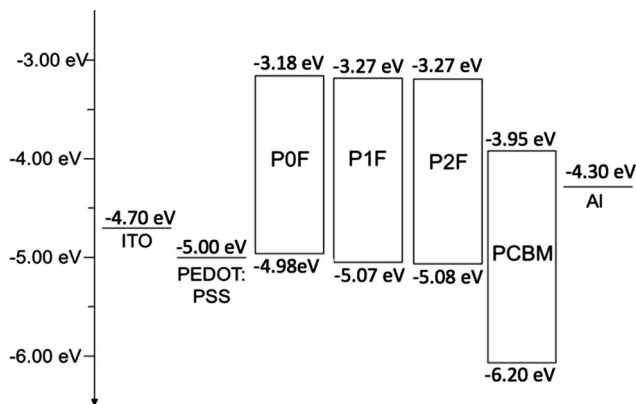 -3.00 eV
-4.00 eV
-5.00 eV
-6.00 eV
-4.70 eV
ITO
-5.00 eV
PEDOT:
PSS
-3.18 eV
P0F
-4.98eV
-3.27 eV
P1F
-5.07 eV
-3.27 eV
P2F
-5.08 eV
-3.95 eV
PCBM
-6.20 eV
-4.30 eV
Al